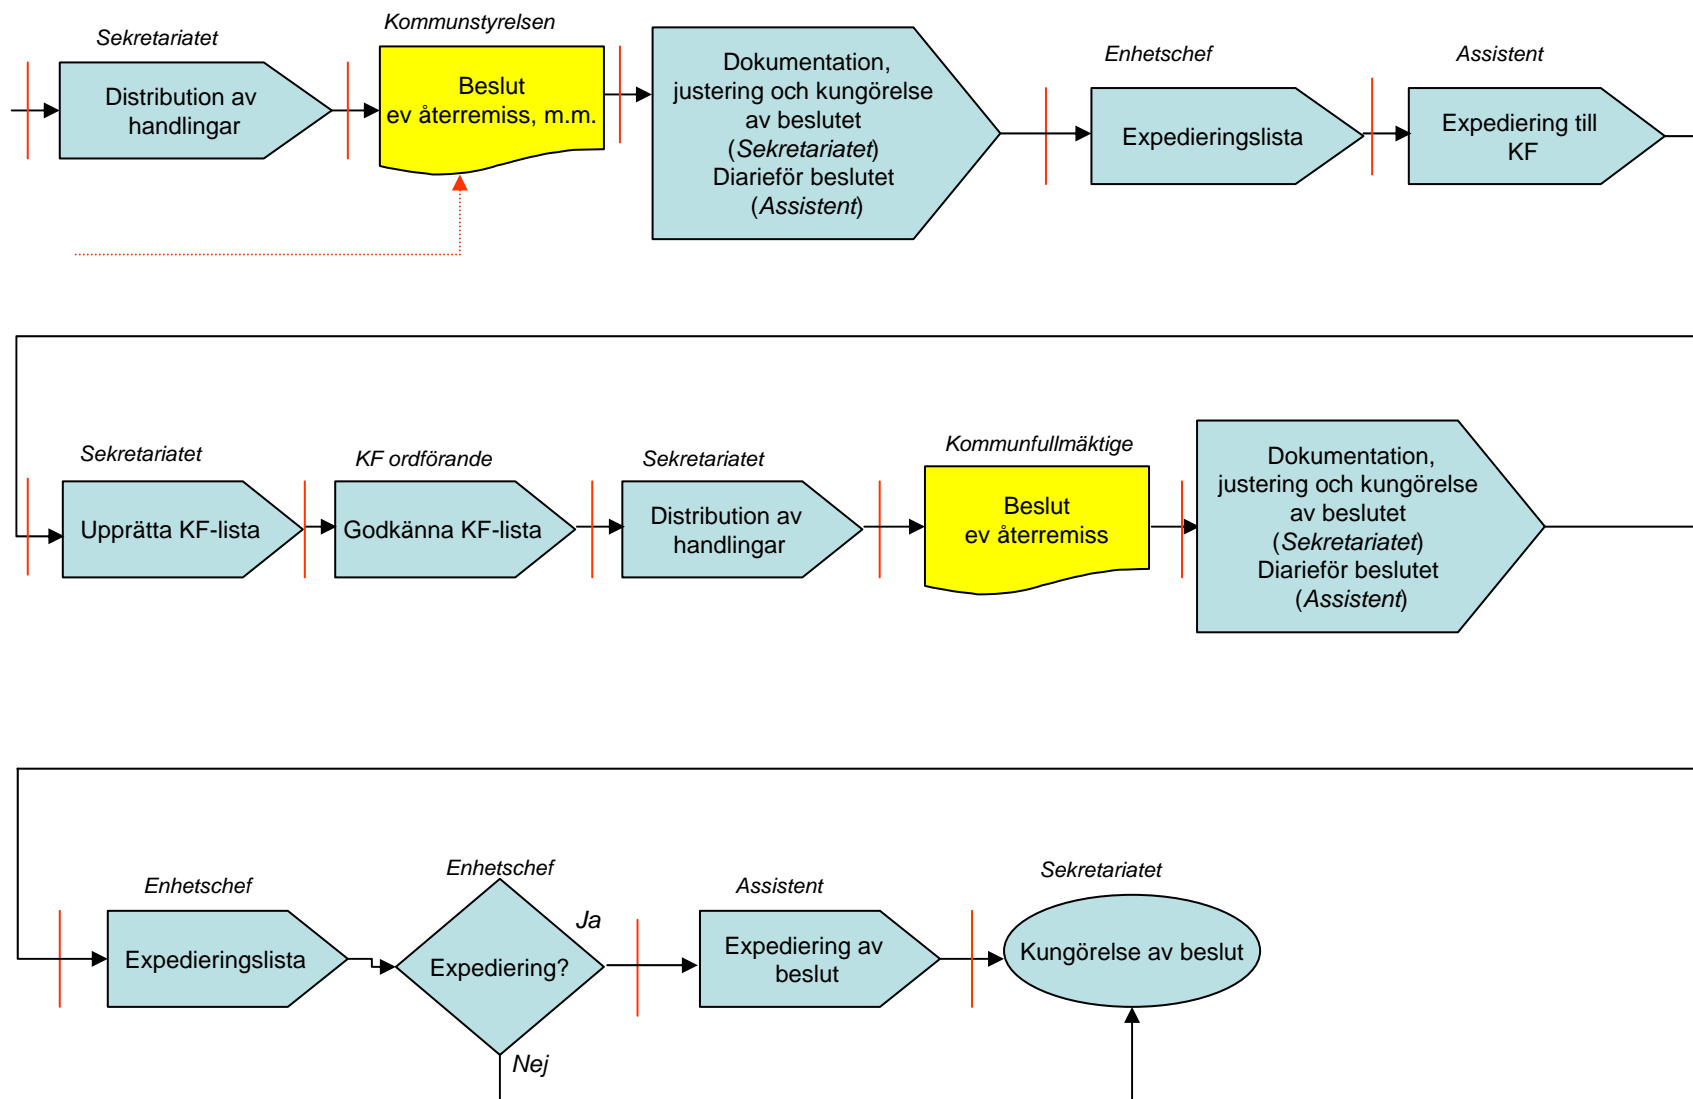 Sekretariatet
Distribution av
handlingar
Kommunstyrelsen
Beslut
ev återremiss, m.m.
Dokumentation,
justering och kungörelse
av beslutet
(Sekretariatet)
Diarieför beslutet
(Assistent)
Enhetschef
Expedieringslista
Assistent
Expediering till
KF
Sekretariatet
Upprätta KF-lista
KF ordförande
Godkänna KF-lista
Sekretariatet
Distribution av
handlingar
Kommunfullmäktige
Beslut
ev återremiss
Dokumentation,
justering och kungörelse
av beslutet
(Sekretariatet)
Diarieför beslutet
(Assistent)
Enhetschef
Expedieringslista
Enhetschef
Expediering?
Ja
Nej
Assistent
Expediering av
beslut
Sekretariatet
Kungörelse av beslut